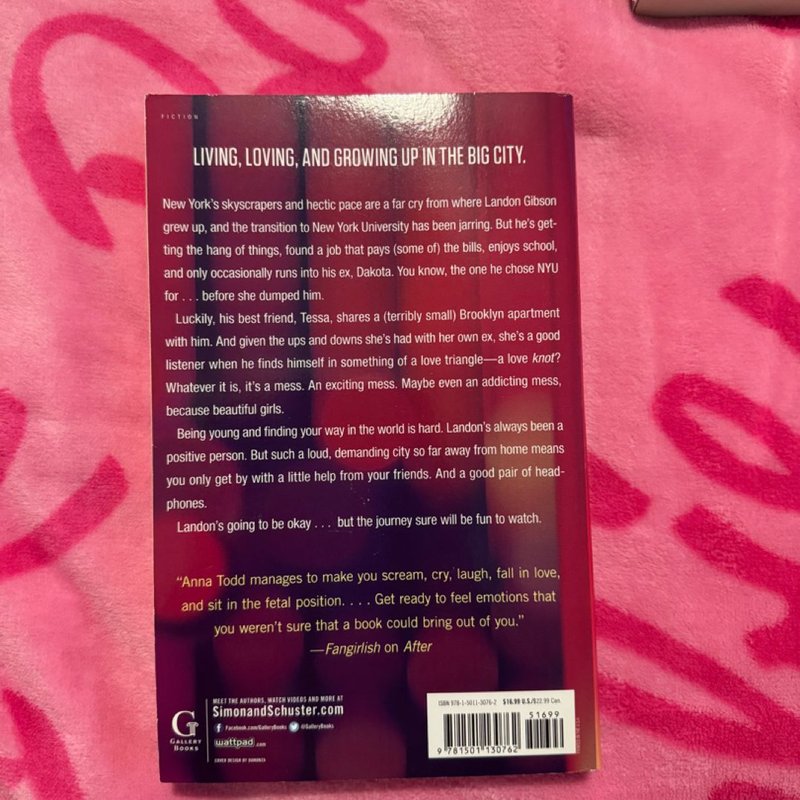 FICTION
LIVING, LOVING, AND GROWING UP IN THE BIG CITY.
New York's skyscrapers and hectic pace are a far cry from where Landon Gibson
grew up, and the transition to New York University has been jarring. But he's get-
ting the hang of things, found a job that pays (some of) the bills, enjoys school,
and only occasionally runs into his ex, Dakota. You know, the one he chose NYU
for . . . before she dumped him.
Luckily, his best friend, Tessa, shares a (terribly small) Brooklyn apartment
with him. And given the ups and downs she's had with her own ex, she's a good
listener when he finds himself in something of a love triangle—a love knot?
Whatever it is, it's a mess. An exciting mess. Maybe even an addicting mess,
because beautiful girls.
Being young and finding your way in the world is hard. Landon's always been a
positive person. But such a loud, demanding city so far away from home means
you only get by with a little help from your friends. And a good pair of head-
phones.
Landon's going to be okay . . . but the journey sure will be fun to watch.
"Anna Todd manages to make you scream, cry, laugh, fall in love,
and sit in the fetal position. . . . Get ready to feel emotions that
you weren't sure that a book could bring out of you."
—Fangirlish on After
G
GALLERY
BOOKS
MEET THE AUTHORS, WATCH VIDEOS AND MORE AT
SimonandSchuster.com
Facebook.com/GalleryBooks @GalleryBooks
wattpad.com
COVER DESIGN BY DAMONZA
ISBN 978-1-5011-3076-2 $16.99 U.S./$22.99 Can.
51699
9 781501 130762